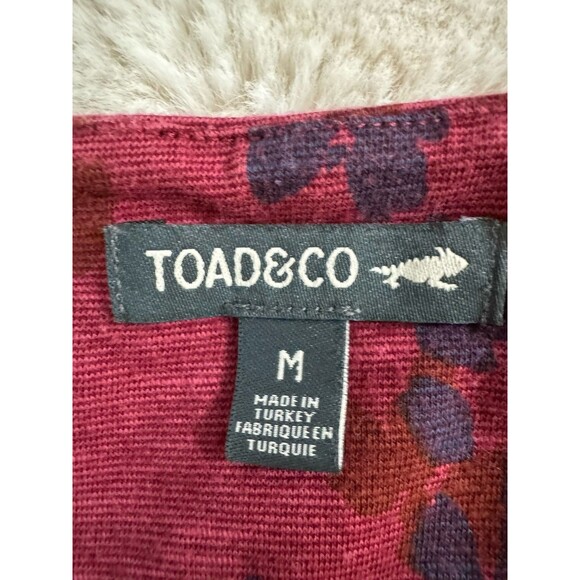 TOAD&CO
M
MADE IN
TURKEY
FABRIQUE EN
TURQUIE